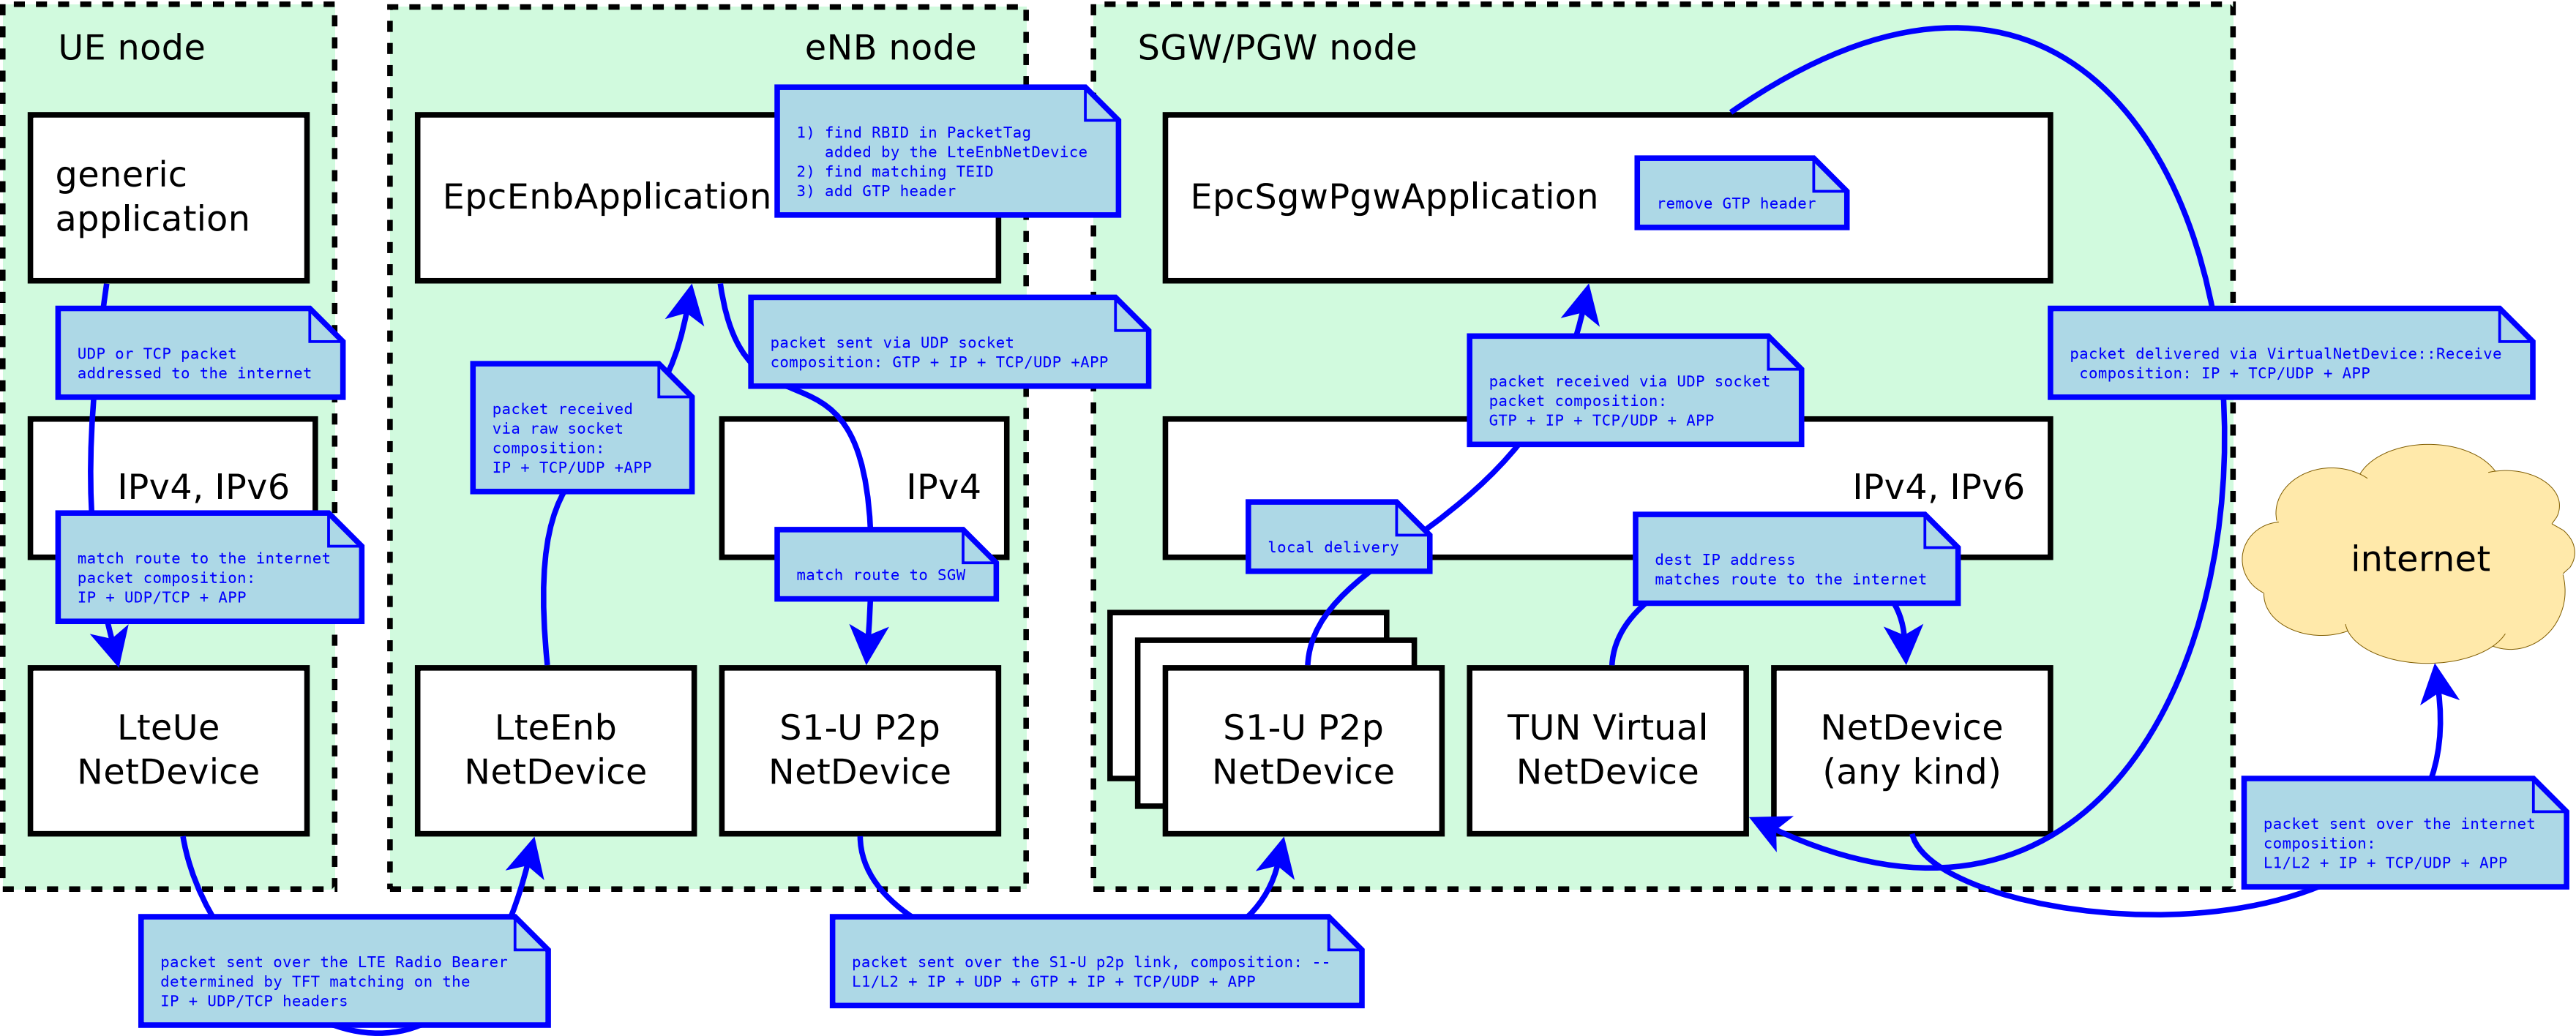 UE node
generic
application
UDP or TCP packet
addressed to the internet
IPv4, IPv6
match route to the internet
packet composition:
IP + UDP/TCP + APP
LteUe
NetDevice
packet sent over the LTE Radio Bearer
determined by TFT matching on the
IP + UDP/TCP headers
eNB node
EpcEnbApplication
1) find RBID in PacketTag
added by the LteEnbNetDevice
2) find matching TEID
3) add GTP header
packet received
via raw socket
composition:
IP + TCP/UDP +APP
packet sent via UDP socket
composition: GTP + IP + TCP/UDP +APP
IPv4
match route to SGW
LteEnb
NetDevice
S1-U P2p
NetDevice
packet sent over the S1-U p2p link, composition: --
L1/L2 + IP + UDP + GTP + IP + TCP/UDP + APP
SGW/PGW node
EpcSgwPgwApplication
remove GTP header
packet received via UDP socket
packet composition:
GTP + IP + TCP/UDP + APP
IPv4, IPv6
local delivery
dest IP address
matches route to the internet
S1-U P2p
NetDevice
TUN Virtual
NetDevice
NetDevice
(any kind)
packet delivered via VirtualNetDevice::Receive
composition: IP + TCP/UDP + APP
internet
packet sent over the internet
composition:
L1/L2 + IP + TCP/UDP + APP